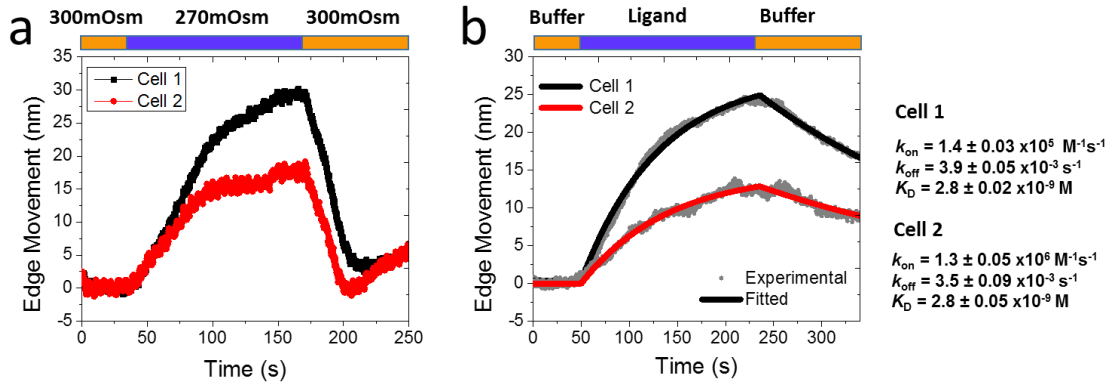 a
300mOsm 270mOsm 300mOsm
35
30
25
20
15
10
5
0
-5
Edge Movement (nm)
Cell 1
Cell 2
0 50 100 150 200 250
Time (s)
b
Buffer Ligand Buffer
30
25
20
15
10
5
0
-5
Edge Movement (nm)
Cell 1
Cell 2
Experimental
Fitted
0 50 100 150 200 250 300
Time (s)
Cell 1
kon = 1.4 ± 0.03 x10⁵ M⁻¹s⁻¹
koff = 3.9 ± 0.05 x10⁻³ s⁻¹
KD = 2.8 ± 0.02 x10⁻⁹ M
Cell 2
kon = 1.3 ± 0.05 x10⁶ M⁻¹s⁻¹
koff = 3.5 ± 0.09 x10⁻³ s⁻¹
KD = 2.8 ± 0.05 x10⁻⁹ M